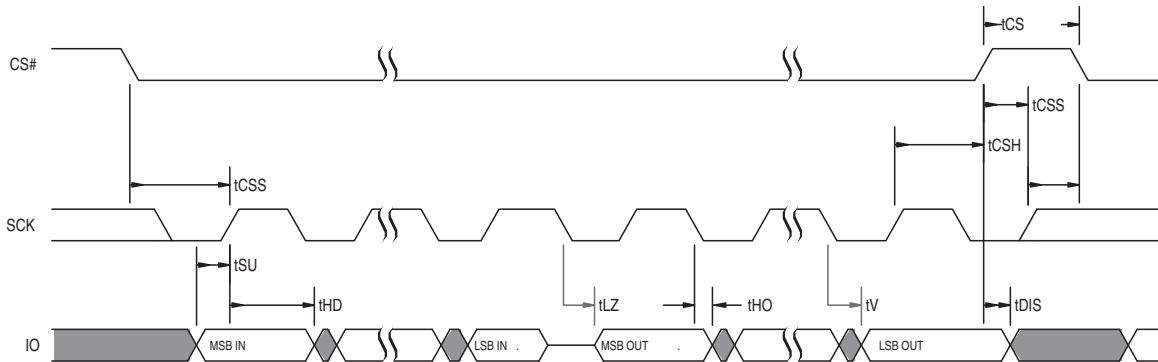 tCS
CS#
tCSS
tCSH
tCSS
SCK
tSU
tHD
tLZ
tHO
tV
tDIS
IO
MSB IN
LSB IN .
MSB OUT .
LSB OUT